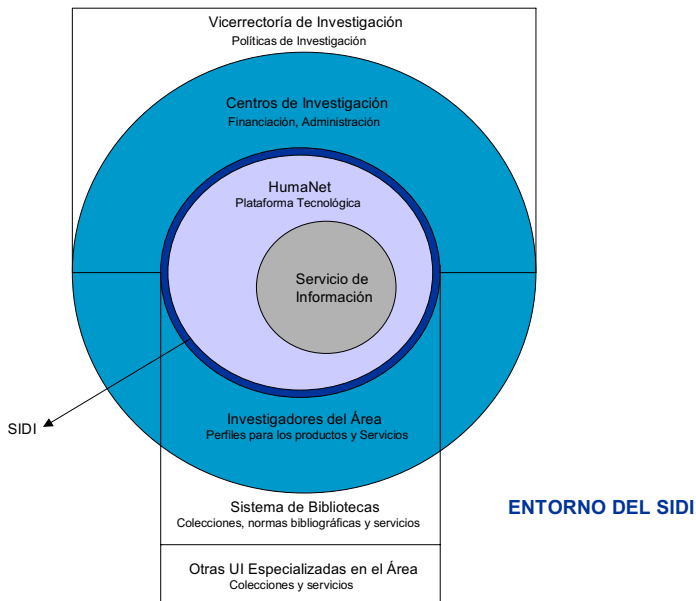 Vicerrectoría de Investigación
Políticas de Investigación
Centros de Investigación
Financiación, Administración
HumaNet
Plataforma Tecnológica
Servicio de
Información
SIDI
Investigadores del Área
Perfiles para los productos y Servicios
Sistema de Bibliotecas
Colecciones, normas bibliográficas y servicios
ENTORNO DEL SIDI
Otras UI Especializadas en el Área
Colecciones y servicios